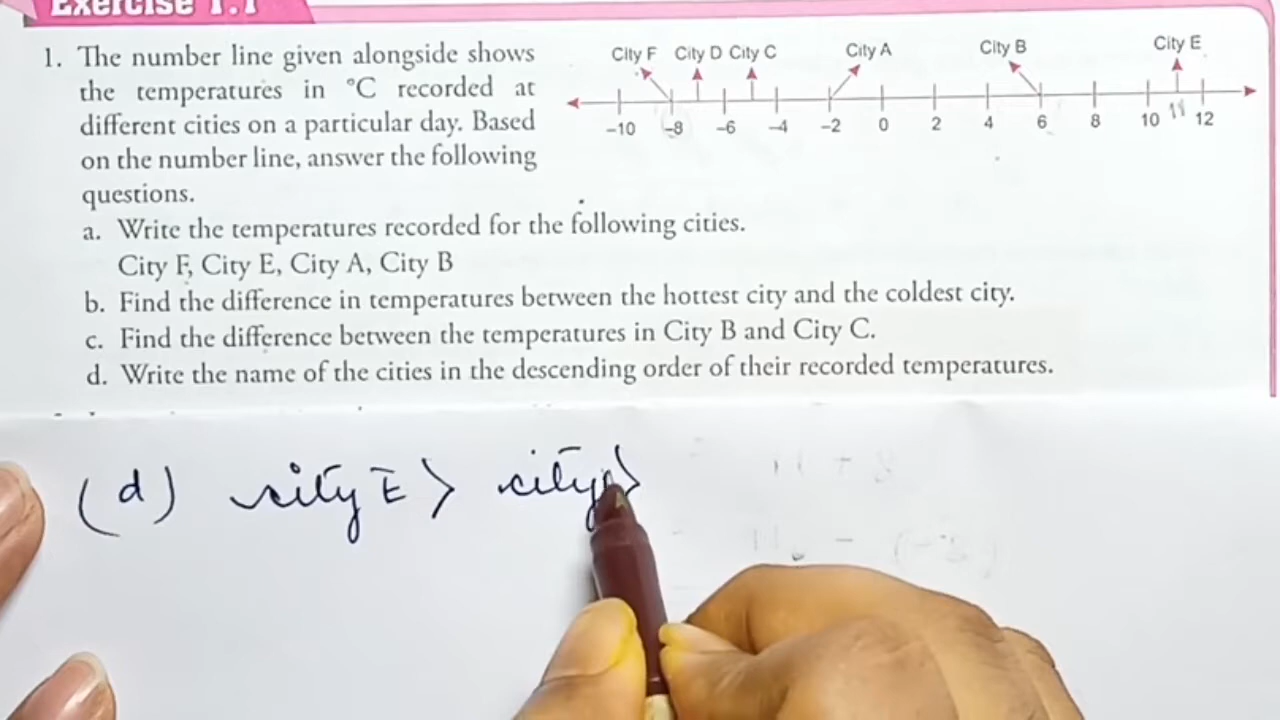 Exercise 1.1
1. The number line given alongside shows
the temperatures in °C recorded at
different cities on a particular day. Based
on the number line, answer the following
questions.
City F City D City C City A City B City E
-10 -8 -6 -4 -2 0 2 4 6 8 10 11 12
a. Write the temperatures recorded for the following cities.
City F, City E, City A, City B
b. Find the difference in temperatures between the hottest city and the coldest city.
c. Find the difference between the temperatures in City B and City C.
d. Write the name of the cities in the descending order of their recorded temperatures.
(d) city E > city >